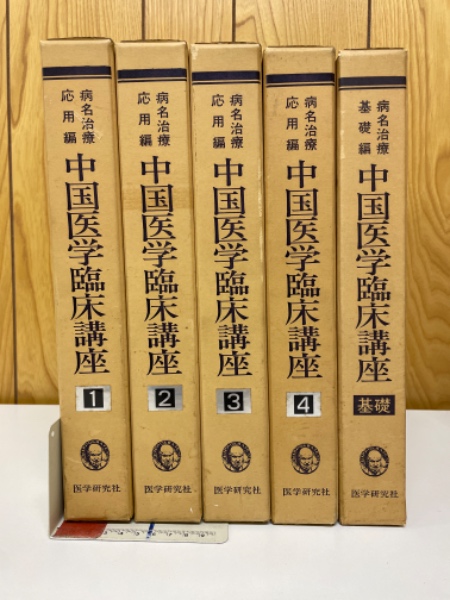 病名治療
応用編
中国医学臨床講座
1
医学研究社
病名治療
応用編
中国医学臨床講座
2
医学研究社
病名治療
応用編
中国医学臨床講座
3
医学研究社
病名治療
応用編
中国医学臨床講座
4
医学研究社
病名治療
基礎編
中国医学臨床講座
基礎
医学研究社